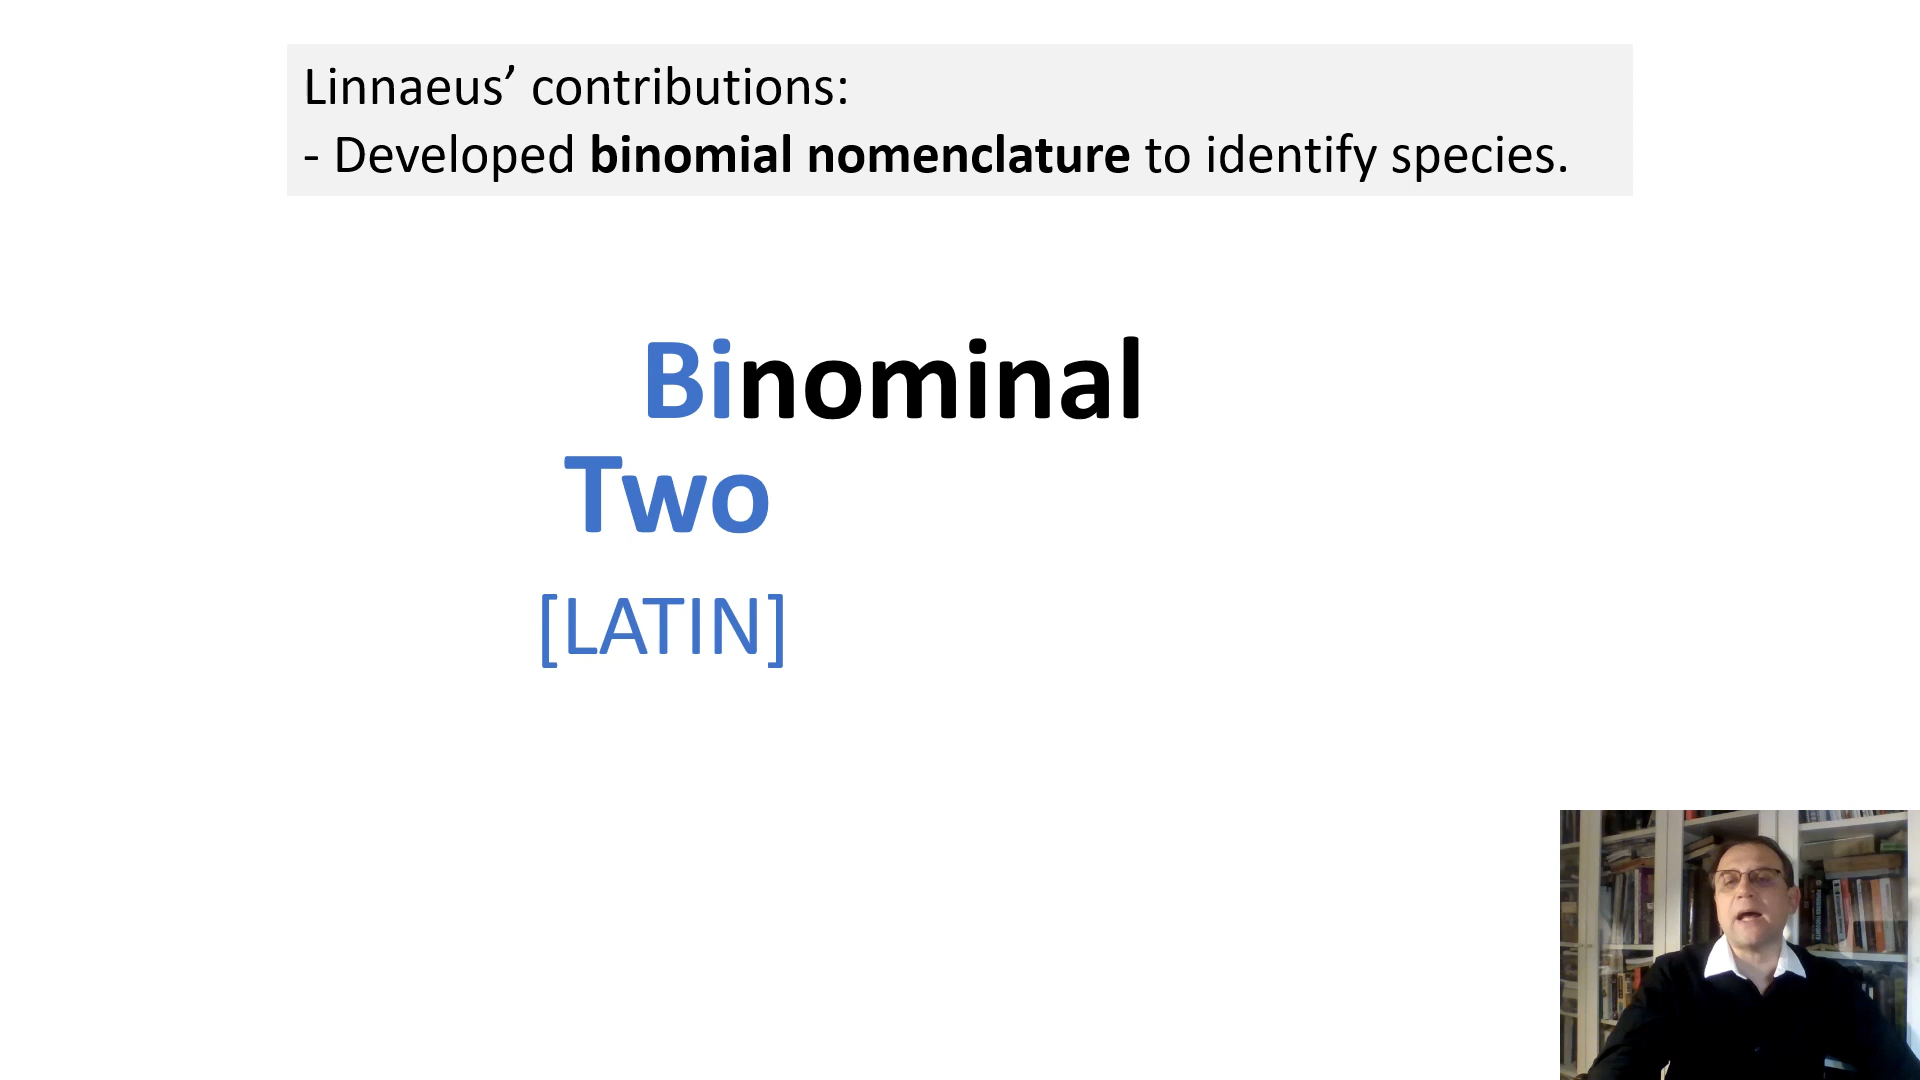 Linnaeus’ contributions:
- Developed binomial nomenclature to identify species.
Binominal
Two
[LATIN]